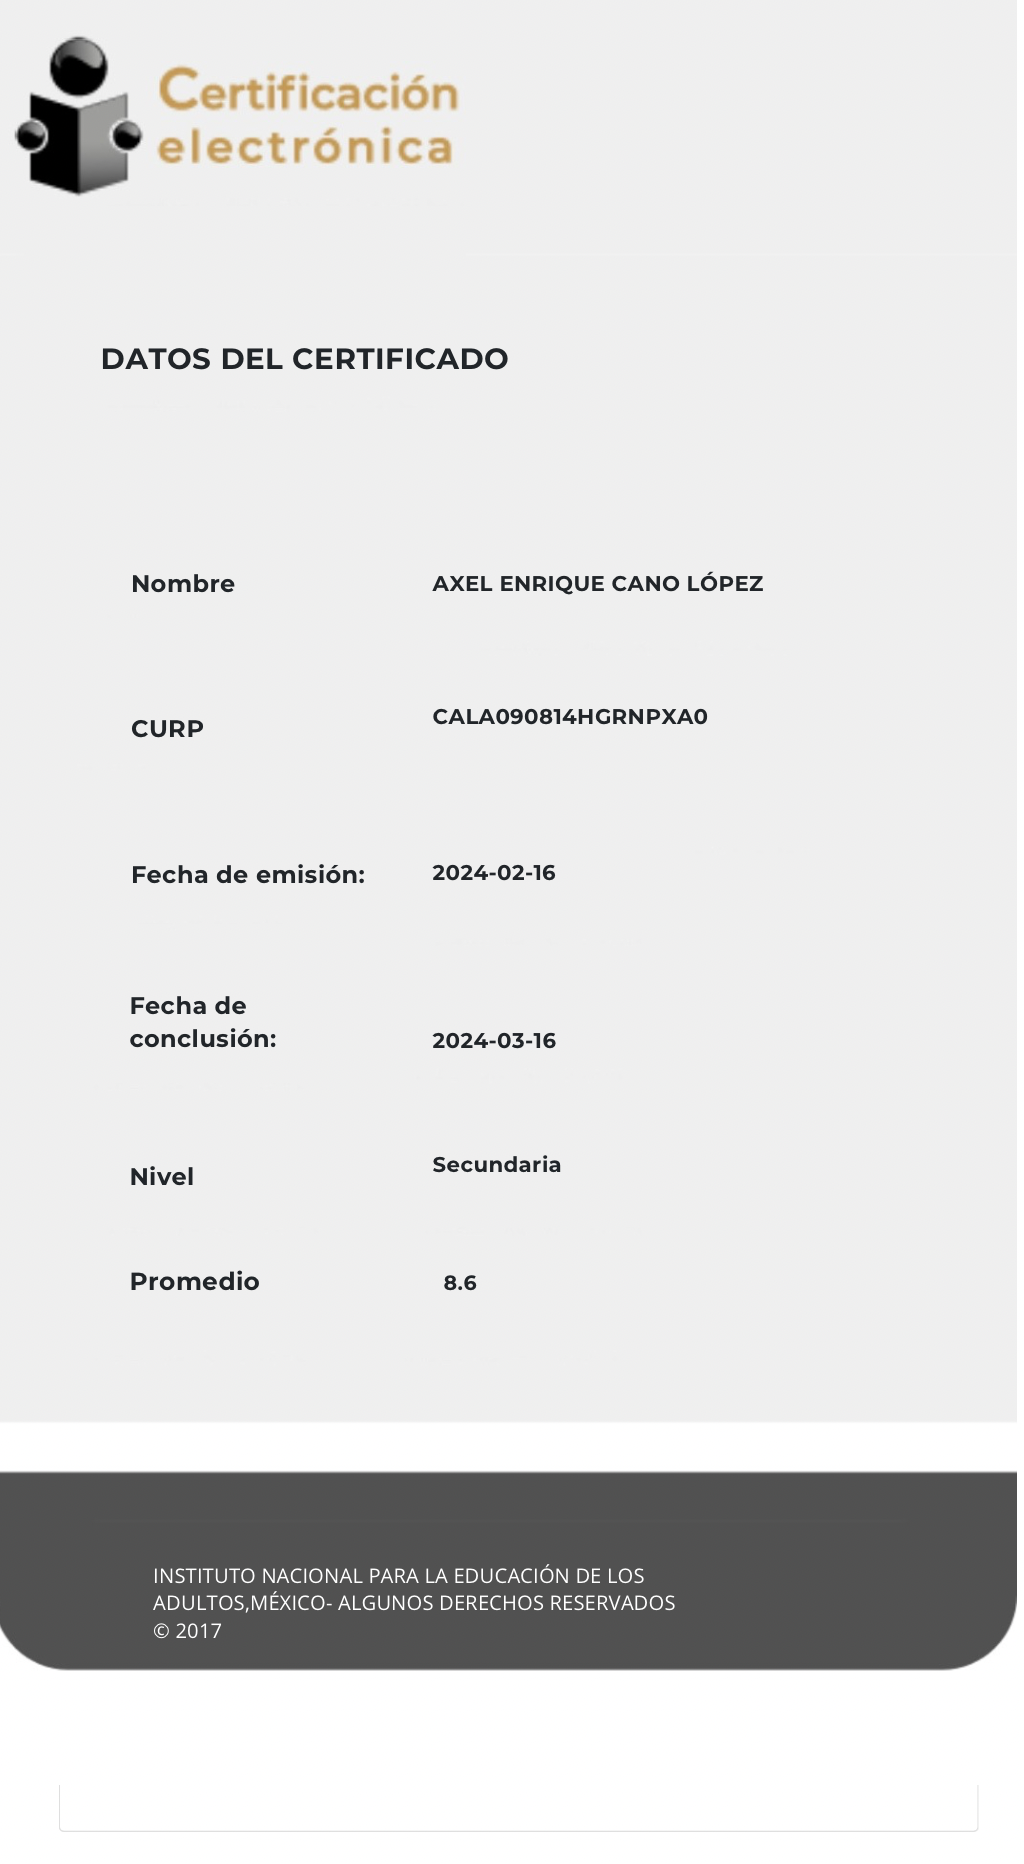 Certificación
electrónica
DATOS DEL CERTIFICADO
Nombre AXEL ENRIQUE CANO LÓPEZ
CURP CALA090814HGRNPXA0
Fecha de emisión: 2024-02-16
Fecha de
conclusión: 2024-03-16
Nivel Secundaria
Promedio 8.6
INSTITUTO NACIONAL PARA LA EDUCACIÓN DE LOS
ADULTOS,MÉXICO- ALGUNOS DERECHOS RESERVADOS
© 2017